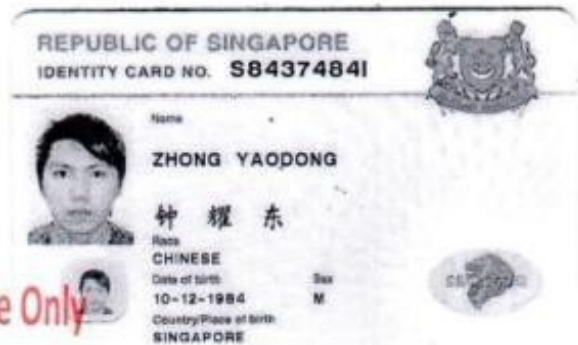 REPUBLIC OF SINGAPORE
IDENTITY CARD NO. S8437484I
Name
ZHONG YAODONG
钟 耀 东
Race
CHINESE
Date of birth Sex
10-12-1984 M
Country/Place of birth
SINGAPORE
e Only